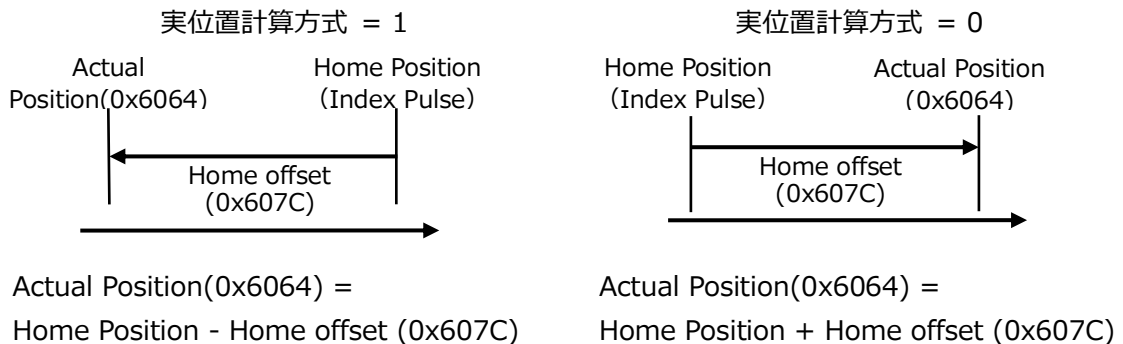 実位置計算方式 = 1
Actual
Position(0x6064)
Home Position
（Index Pulse）
Home offset
(0x607C)
Actual Position(0x6064) =
Home Position - Home offset (0x607C)
実位置計算方式 = 0
Home Position
（Index Pulse）
Actual Position
(0x6064)
Home offset
(0x607C)
Actual Position(0x6064) =
Home Position + Home offset (0x607C)